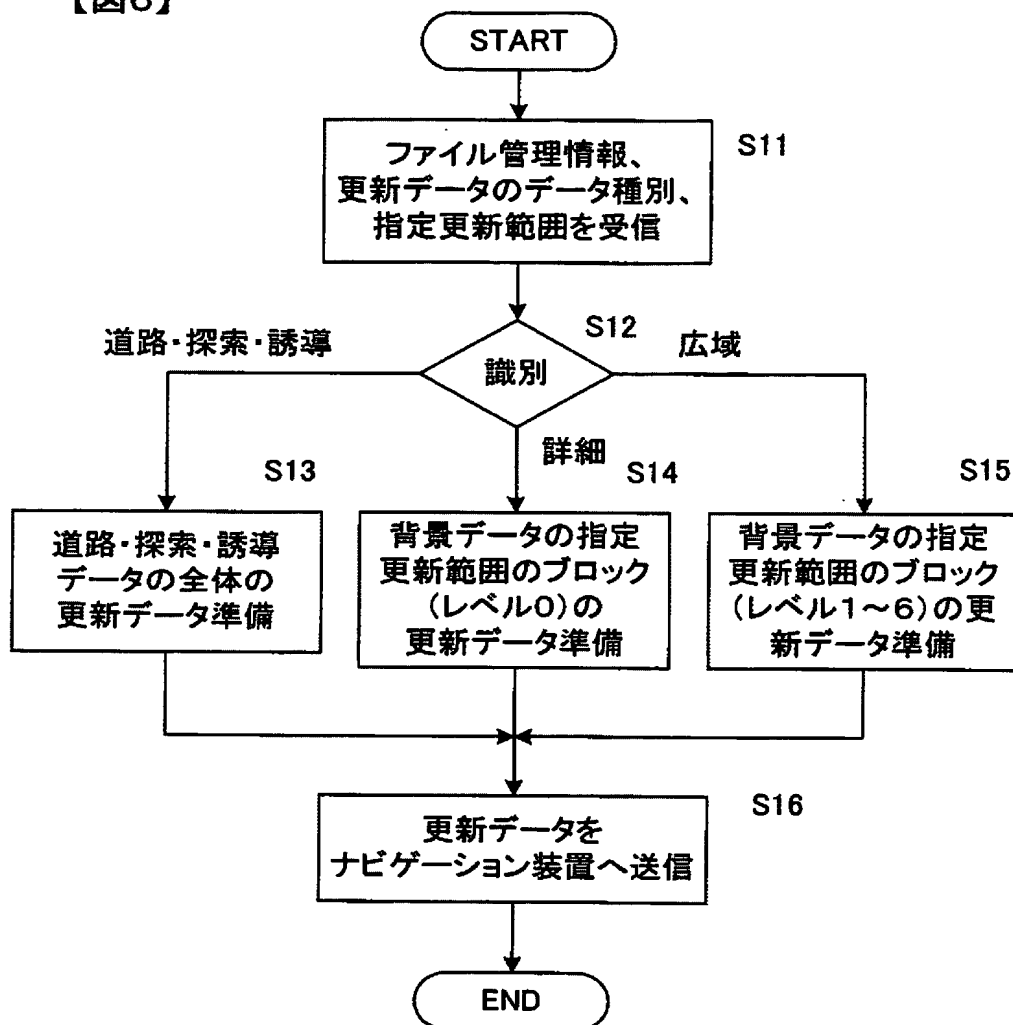 【図6】
START
ファイル管理情報、
更新データのデータ種別、
指定更新範囲を受信
S11
S12
識別
道路・探索・誘導
詳細
広域
S13
道路・探索・誘導
データの全体の
更新データ準備
S14
背景データの指定
更新範囲のブロック
(レベル0)の
更新データ準備
S15
背景データの指定
更新範囲のブロック
(レベル1～6)の更
新データ準備
S16
更新データを
ナビゲーション装置へ送信
END